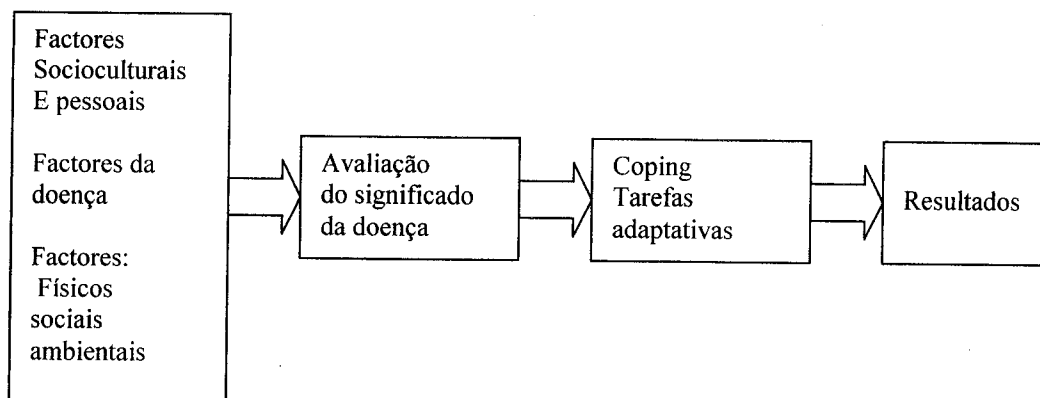 Factores
Socioculturais
E pessoais
Factores da
doença
Factores:
Físicos
sociais
ambientais
Avaliação
do significado
da doença
Coping
Tarefas
adaptativas
Resultados